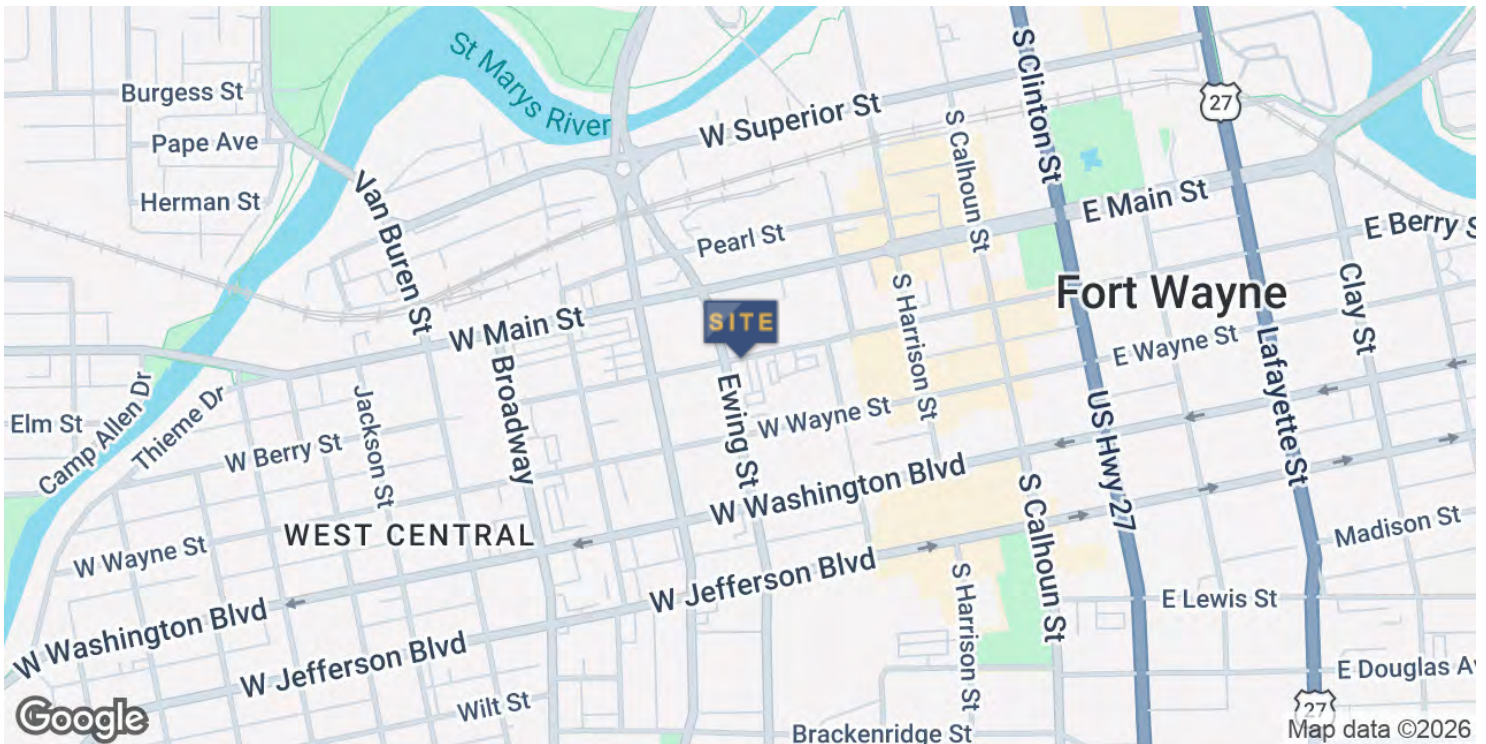 St Marys River
Burgess St
Pape Ave
Herman St
Van Buren St
W Superior St
S Calhoun St
S Clinton St
27
Pearl St
E Main St
E Berry S
SITE
W Main St
S Harrison St
Fort Wayne
Clay St
Lafayette St
E Wayne St
Broadway
Ewing St
Elm St
Camp Allen Dr
Thieme Dr
Jackson St
W Berry St
W Wayne St
US Hwy 27
W Washington Blvd
WEST CENTRAL
W Wayne St
S Calhoun St
Madison St
W Jefferson Blvd
S Harrison St
E Lewis St
W Washington Blvd
W Jefferson Blvd
Wilt St
E Douglas Av
27
Brackenridge St
Google
Map data ©2026